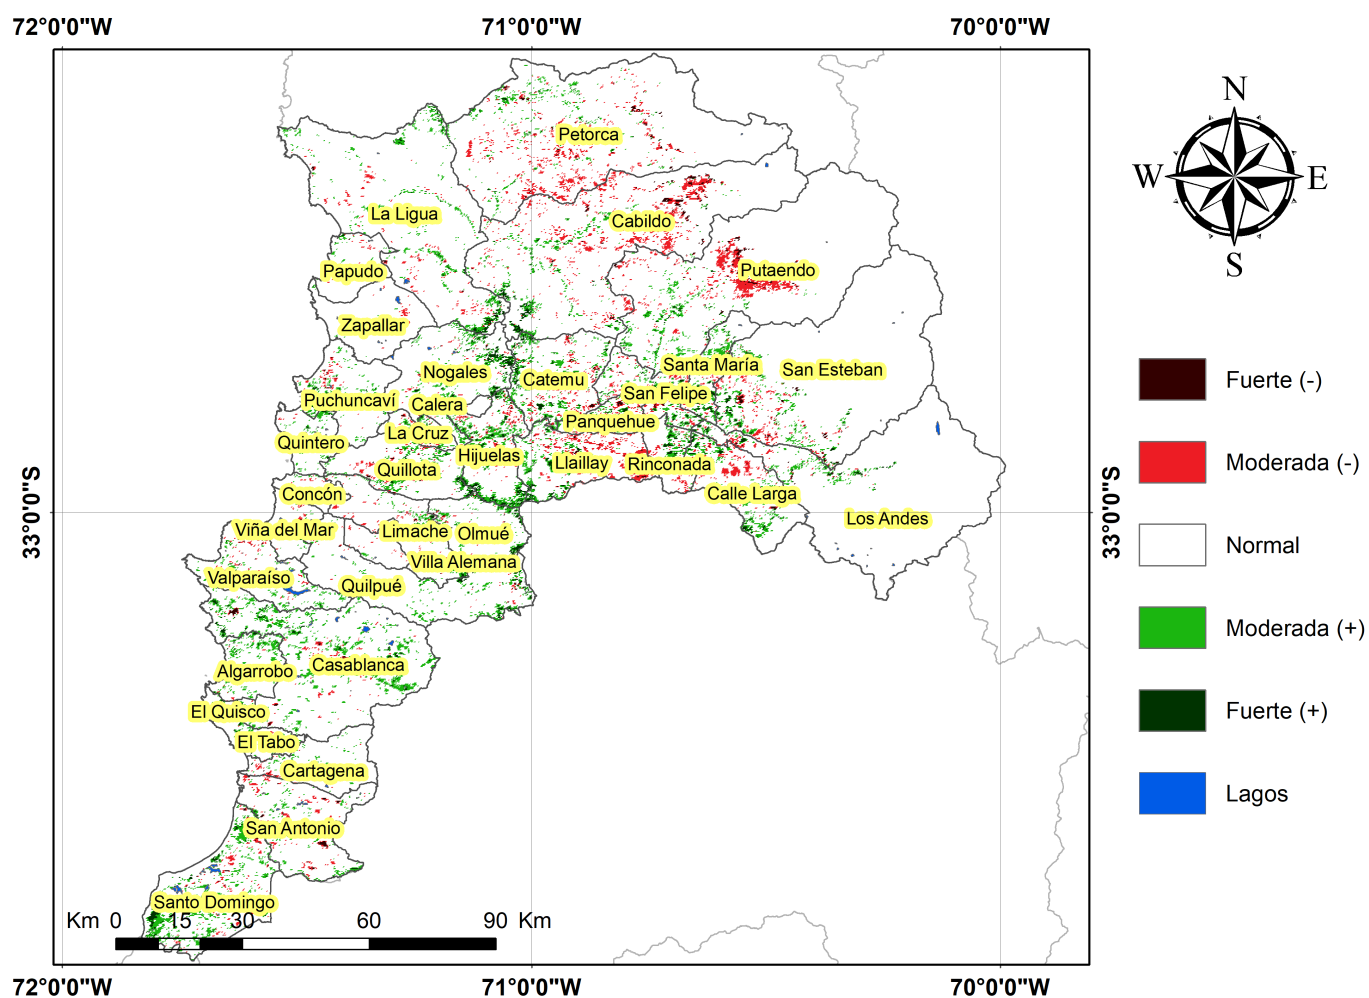 72°0'0"W 71°0'0"W 70°0'0"W
N
W E
S
Petorca
La Ligua
Cabildo
Papudo
Putaendo
Zapallar
Nogales
Catemu
Santa María
San Esteban
Puchuncaví
Calera
San Felipe
Quintero
La Cruz
Panquehue
Quillota
Hijuelas
Llaillay
Rinconada
Concón
Calle Larga
Viña del Mar
Limache
Olmué
Los Andes
Villa Alemana
Valparaíso
Quilpué
Algarrobo
Casablanca
El Quisco
El Tabo
Cartagena
San Antonio
Santo Domingo
33°0'0"S
33°0'0"S
Fuerte (-)
Moderada (-)
Normal
Moderada (+)
Fuerte (+)
Lagos
Km 0 15 30 60 90 Km
72°0'0"W 71°0'0"W 70°0'0"W